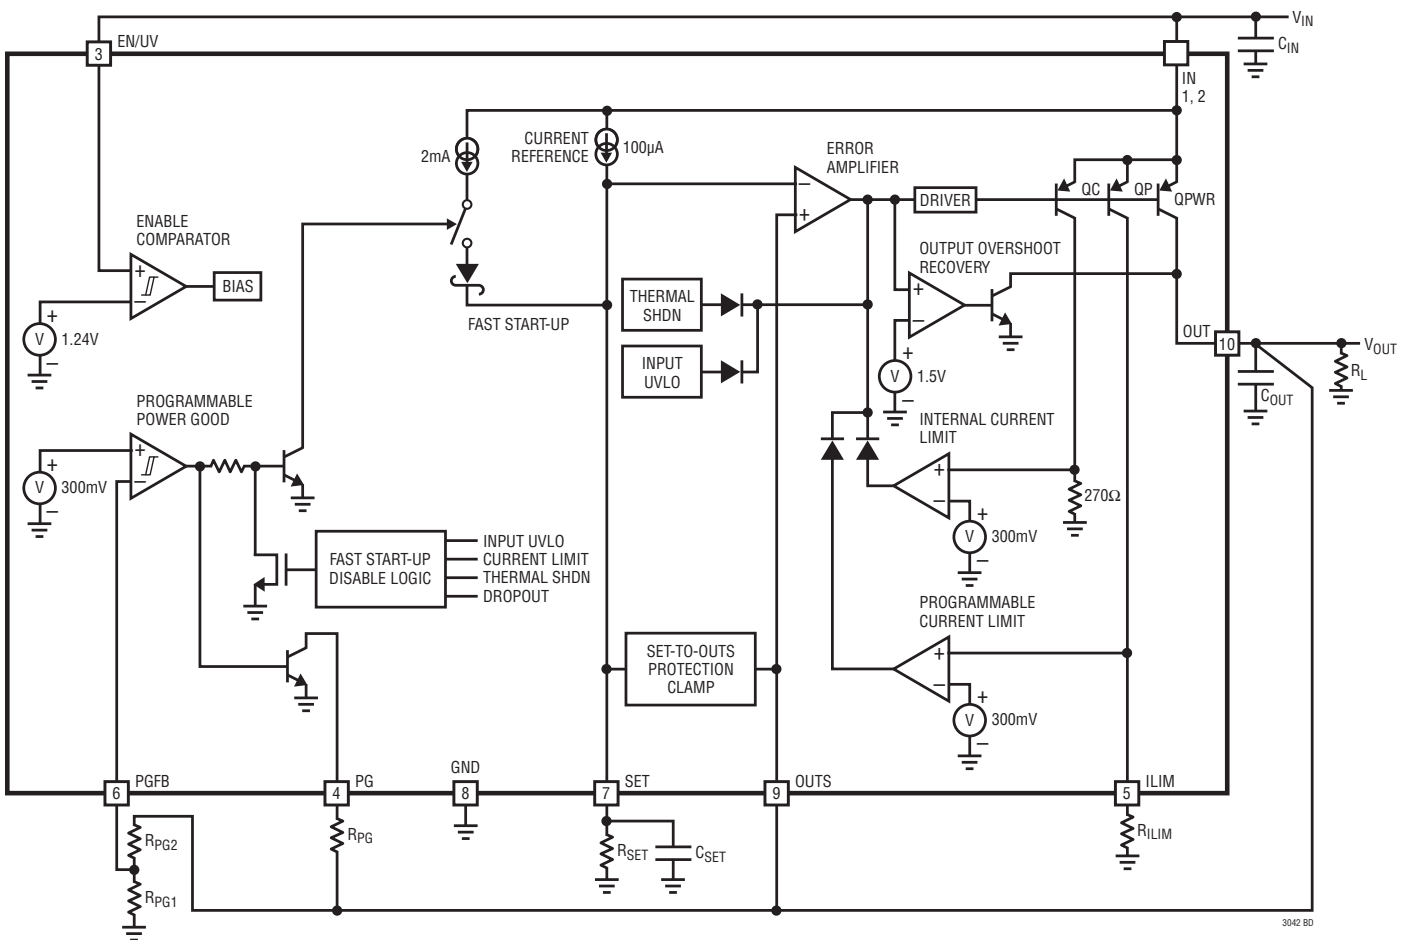 VIN
CIN
3
EN/UV
IN
1, 2
2mA
CURRENT
REFERENCE
100µA
ERROR
AMPLIFIER
–
+
DRIVER
QC
QP
QPWR
ENABLE
COMPARATOR
+
–
BIAS
+
V
1.24V
–
FAST START-UP
THERMAL
SHDN
INPUT
UVLO
OUTPUT OVERSHOOT
RECOVERY
+
–
+
V
1.5V
–
OUT
10
VOUT
RL
COUT
PROGRAMMABLE
POWER GOOD
+
–
+
V
300mV
–
INTERNAL CURRENT
LIMIT
+
–
270Ω
+
V
300mV
–
FAST START-UP
DISABLE LOGIC
INPUT UVLO
CURRENT LIMIT
THERMAL SHDN
DROPOUT
PROGRAMMABLE
CURRENT LIMIT
+
–
+
V
300mV
–
SET-TO-OUTS
PROTECTION
CLAMP
6
PGFB
4
PG
GND
8
7
SET
9
OUTS
5
ILIM
RPG2
RPG1
RPG
RSET
CSET
RILIM
3042 BD